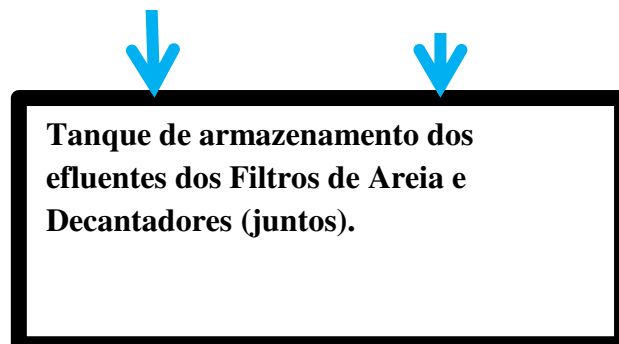 Tanque de armazenamento dos
efluentes dos Filtros de Areia e
Decantadores (juntos).